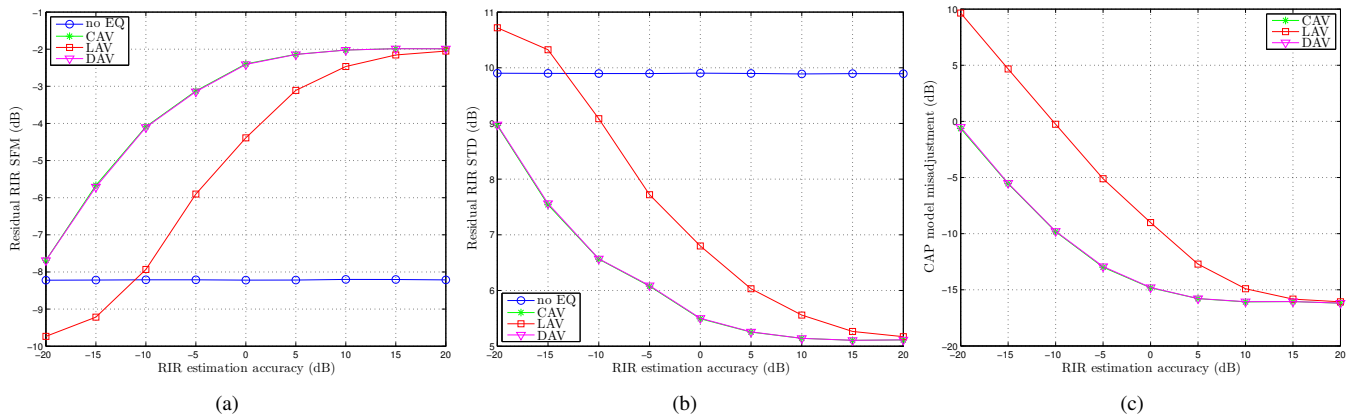 no EQ
CAV
LAV
DAV
Residual RIR SFM (dB)
−1
−2
−3
−4
−5
−6
−7
−8
−9
−10
−20
−15
−10
−5
0
5
10
15
20
RIR estimation accuracy (dB)
(a)
Residual RIR STD (dB)
11
10
9
8
7
6
5
no EQ
CAV
LAV
DAV
−20
−15
−10
−5
0
5
10
15
20
RIR estimation accuracy (dB)
(b)
CAP model misadjustment (dB)
10
5
0
−5
−10
−15
−20
CAV
LAV
DAV
−20
−15
−10
−5
0
5
10
15
20
RIR estimation accuracy (dB)
(c)